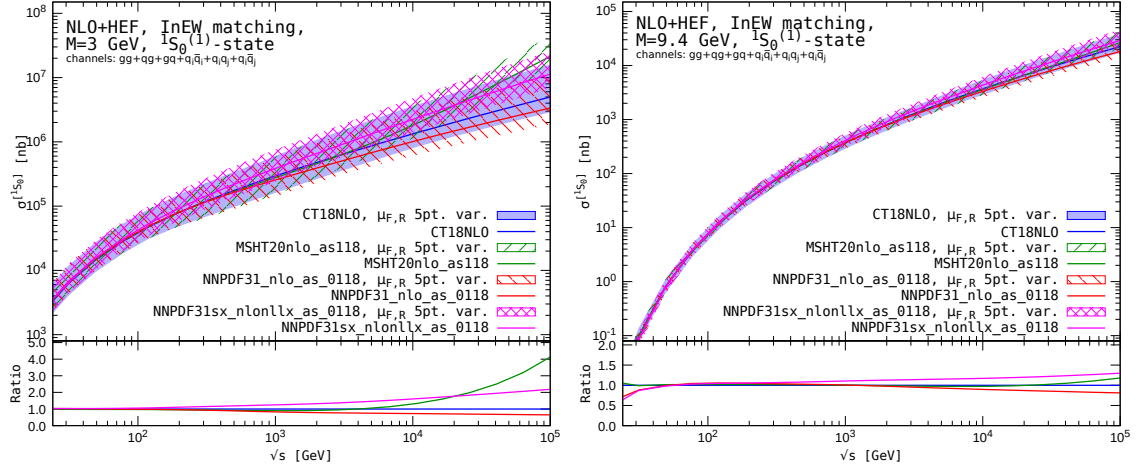 NLO+HEF, InEW matching,
M=3 GeV, ¹S₀⁽¹⁾-state
channels: gg+qg+gq+qᵢq̄ᵢ+qᵢqⱼ+qᵢq̄ⱼ
σ^[¹S₀] [nb]
10⁸
10⁷
10⁶
10⁵
10⁴
10³
CT18NLO, μF,R 5pt. var.
CT18NLO
MSHT20nlo_as118, μF,R 5pt. var.
MSHT20nlo_as118
NNPDF31_nlo_as_0118, μF,R 5pt. var.
NNPDF31_nlo_as_0118
NNPDF31sx_nlonllx_as_0118, μF,R 5pt. var.
NNPDF31sx_nlonllx_as_0118
Ratio
5.0
4.0
3.0
2.0
1.0
0.0
10² 10³ 10⁴ 10⁵
√s [GeV]
NLO+HEF, InEW matching,
M=9.4 GeV, ¹S₀⁽¹⁾-state
channels: gg+qg+gq+qᵢq̄ᵢ+qᵢqⱼ+qᵢq̄ⱼ
σ^[¹S₀] [nb]
10⁵
10⁴
10³
10²
10¹
10⁰
10⁻¹
CT18NLO, μF,R 5pt. var.
CT18NLO
MSHT20nlo_as118, μF,R 5pt. var.
MSHT20nlo_as118
NNPDF31_nlo_as_0118, μF,R 5pt. var.
NNPDF31_nlo_as_0118
NNPDF31sx_nlonllx_as_0118, μF,R 5pt. var.
NNPDF31sx_nlonllx_as_0118
Ratio
2.0
1.5
1.0
0.5
0.0
10² 10³ 10⁴ 10⁵
√s [GeV]